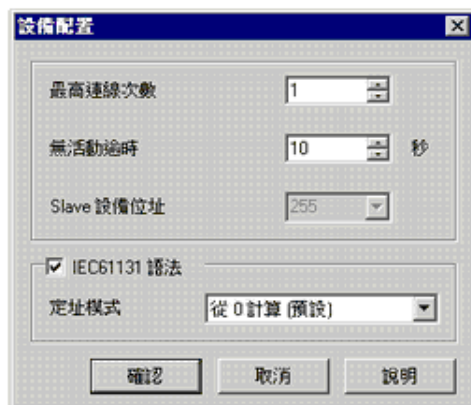 設備配置
最高連線次數 1
無活動逾時 10 秒
Slave 設備位址 255
IEC61131 語法
定址模式 從 0 計算 (預設)
確認 取消 說明